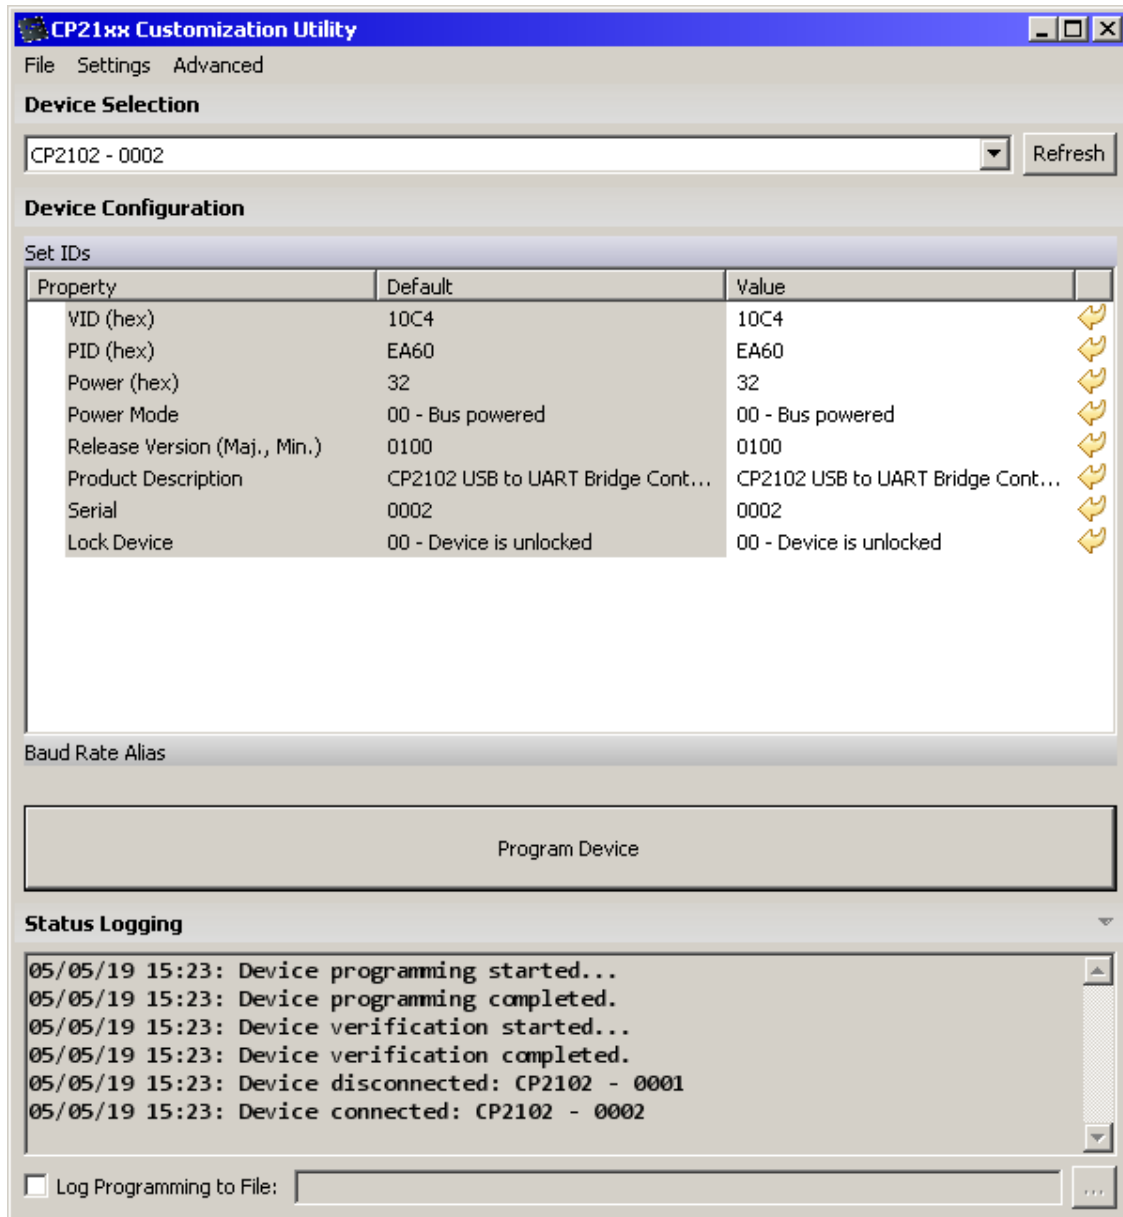 CP21xx Customization Utility
File Settings Advanced
Device Selection
CP2102 - 0002 Refresh
Device Configuration
Set IDs
Property Default Value
VID (hex) 10C4 10C4
PID (hex) EA60 EA60
Power (hex) 32 32
Power Mode 00 - Bus powered 00 - Bus powered
Release Version (Maj., Min.) 0100 0100
Product Description CP2102 USB to UART Bridge Cont... CP2102 USB to UART Bridge Cont...
Serial 0002 0002
Lock Device 00 - Device is unlocked 00 - Device is unlocked
Baud Rate Alias
Program Device
Status Logging
05/05/19 15:23: Device programming started...
05/05/19 15:23: Device programming completed.
05/05/19 15:23: Device verification started...
05/05/19 15:23: Device verification completed.
05/05/19 15:23: Device disconnected: CP2102 - 0001
05/05/19 15:23: Device connected: CP2102 - 0002
Log Programming to File: ...